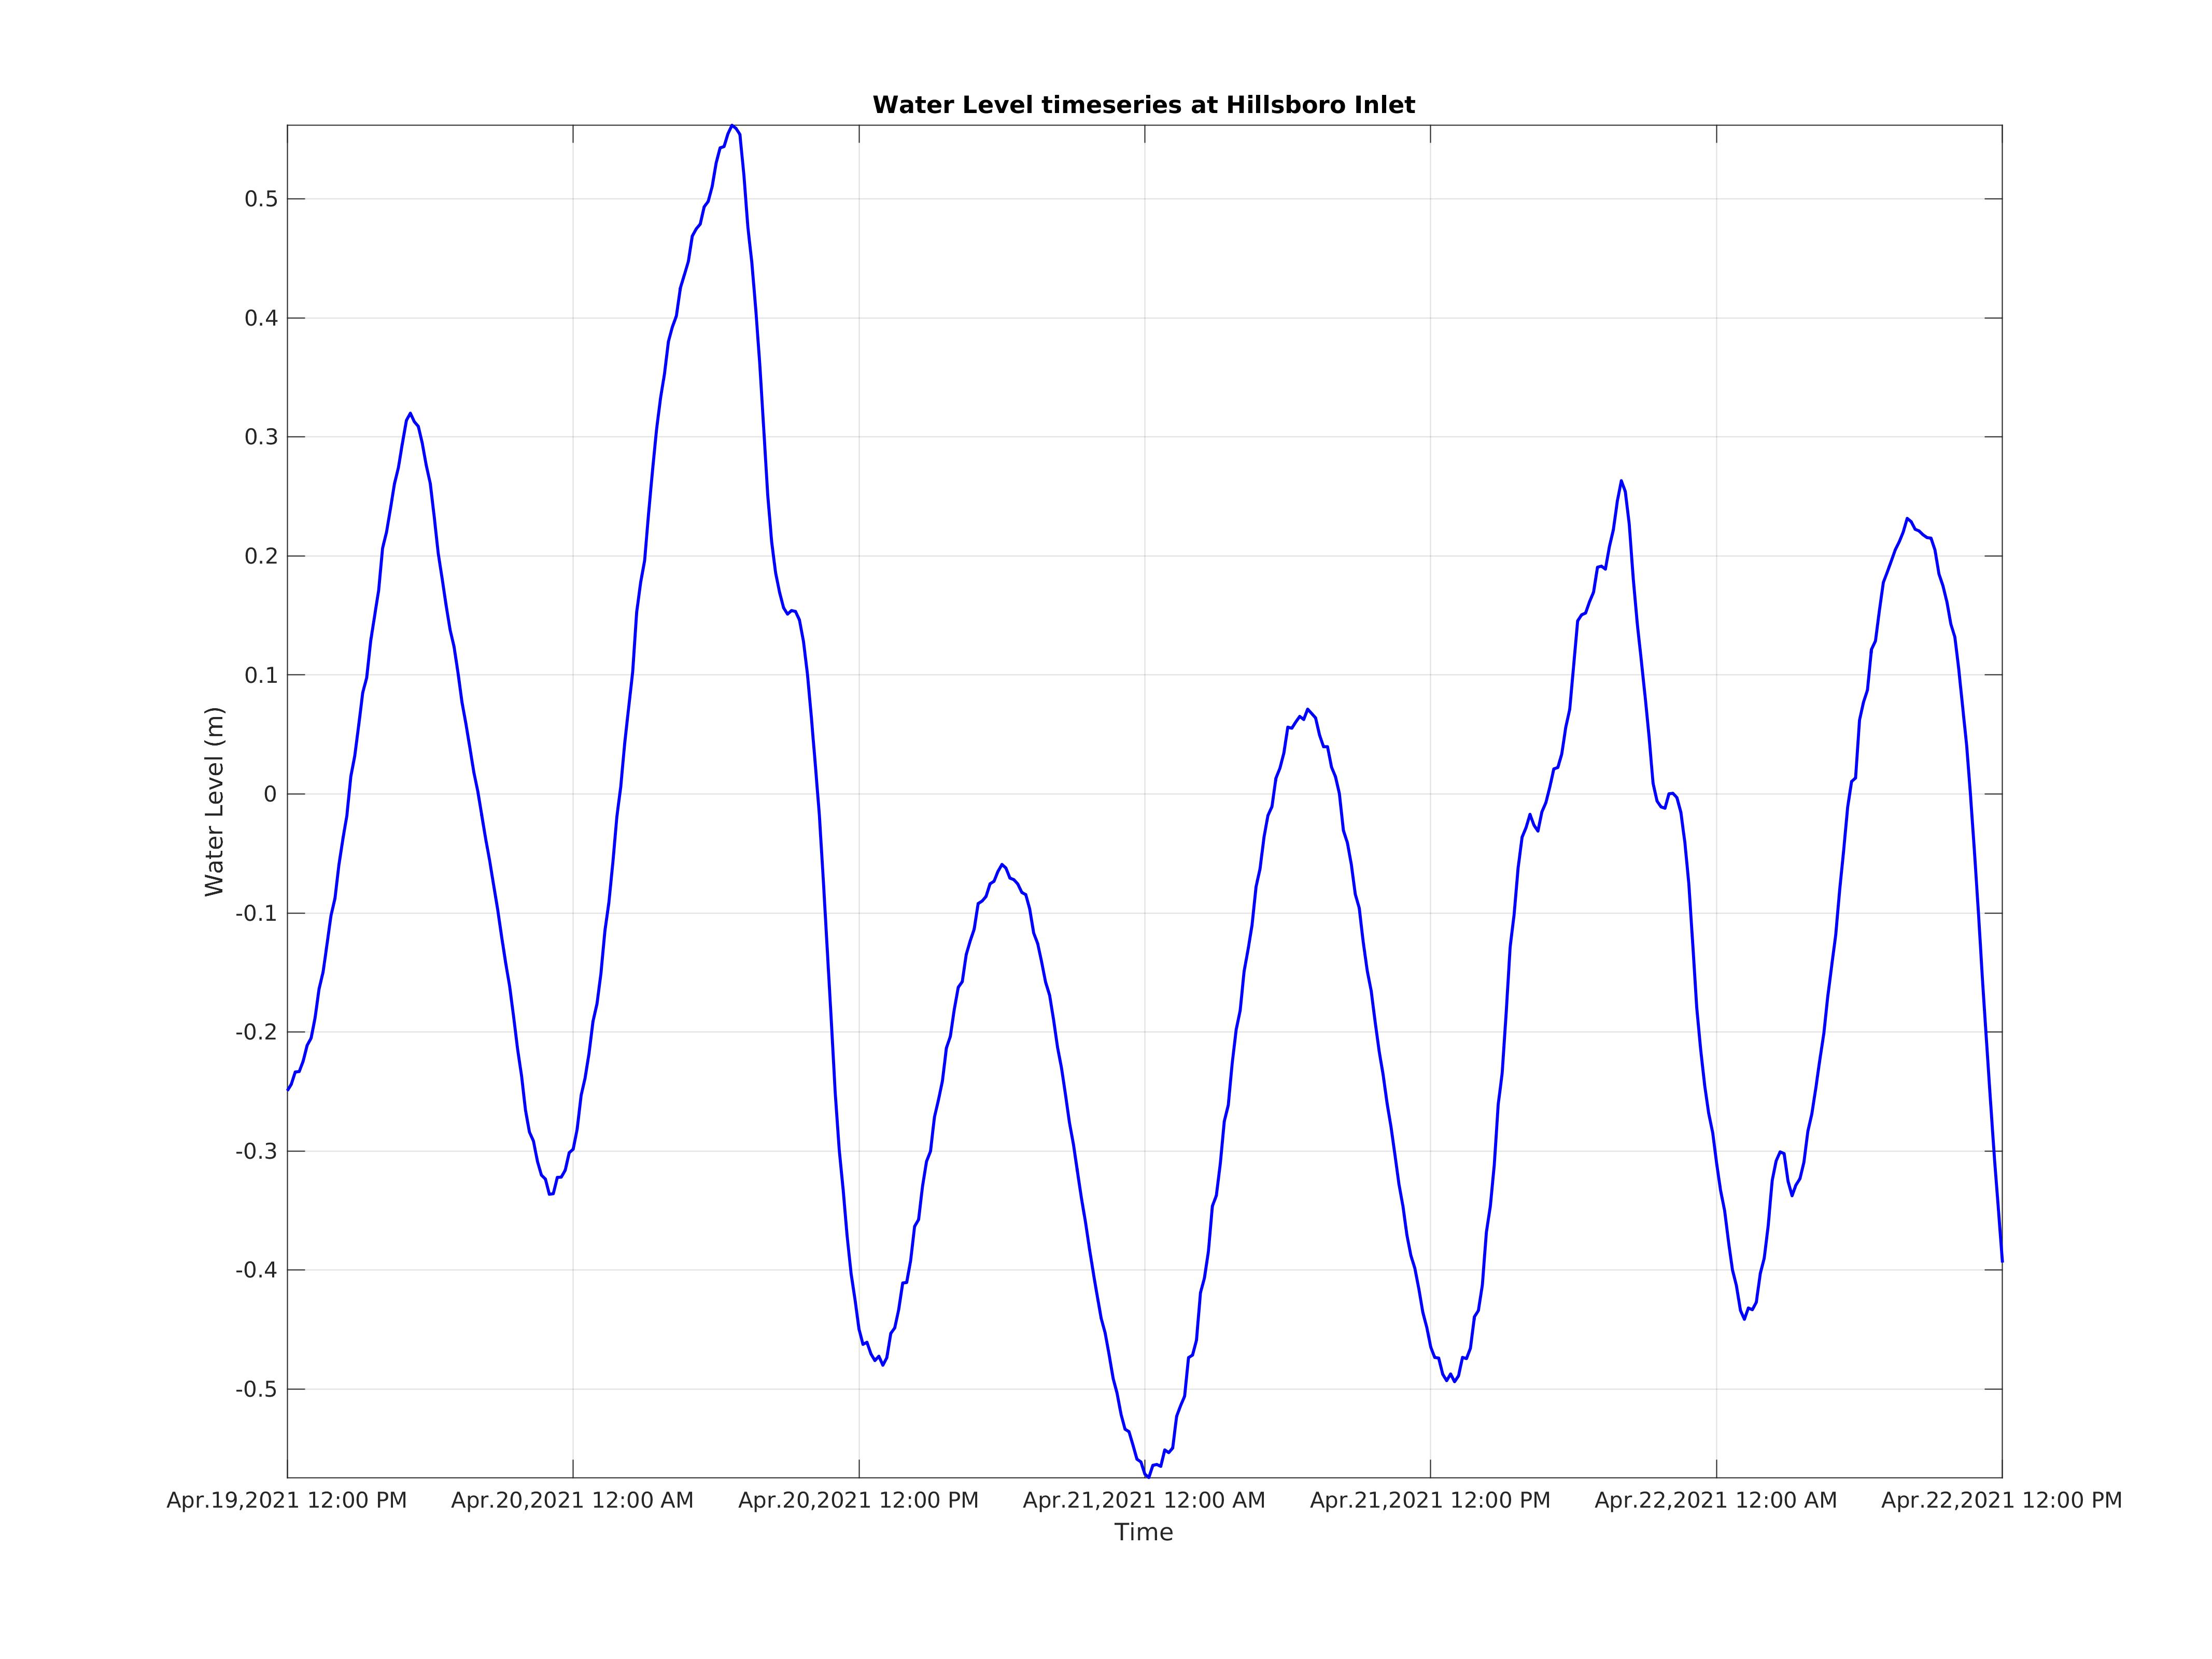 Water Level timeseries at Hillsboro Inlet
0.5
0.4
0.3
0.2
0.1
0
-0.1
-0.2
-0.3
-0.4
-0.5
Water Level (m)
Apr.19,2021 12:00 PM
Apr.20,2021 12:00 AM
Apr.20,2021 12:00 PM
Apr.21,2021 12:00 AM
Apr.21,2021 12:00 PM
Apr.22,2021 12:00 AM
Apr.22,2021 12:00 PM
Time